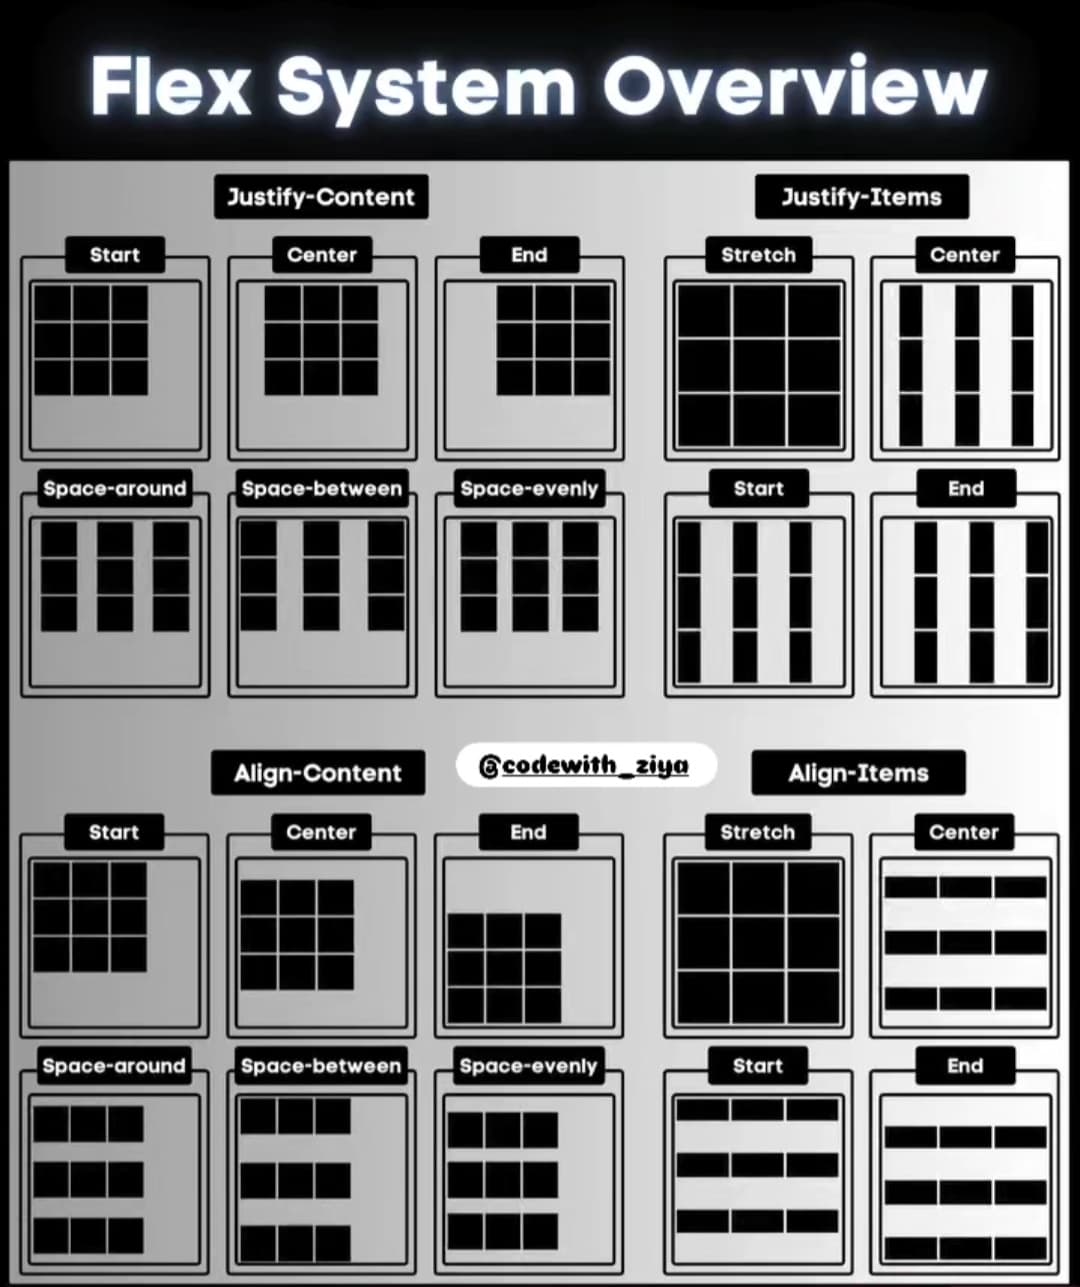 Flex System Overview
Justify-Content
Justify-Items
Start
Center
End
Stretch
Center
Space-around
Space-between
Space-evenly
Start
End
Align-Content
@codewith_ziya
Align-Items
Start
Center
End
Stretch
Center
Space-around
Space-between
Space-evenly
Start
End